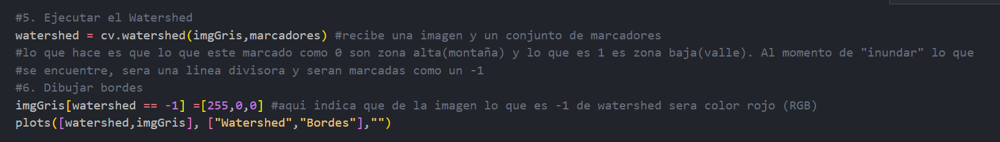 #5. Ejecutar el Watershed
watershed = cv.watershed(imgGris,marcadores) #recibe una imagen y un conjunto de marcadores
#lo que hace es que lo que este marcado como 0 son zona alta(montaña) y lo que es 1 es zona baja(valle). Al momento de "inundar" lo que
#se encuentre, sera una linea divisora y seran marcadas como un -1
#6. Dibujar bordes
imgGris[watershed == -1] =[255,0,0] #aqui indica que de la imagen lo que es -1 de watershed sera color rojo (RGB)
plots([watershed,imgGris], ["Watershed","Bordes"],"")